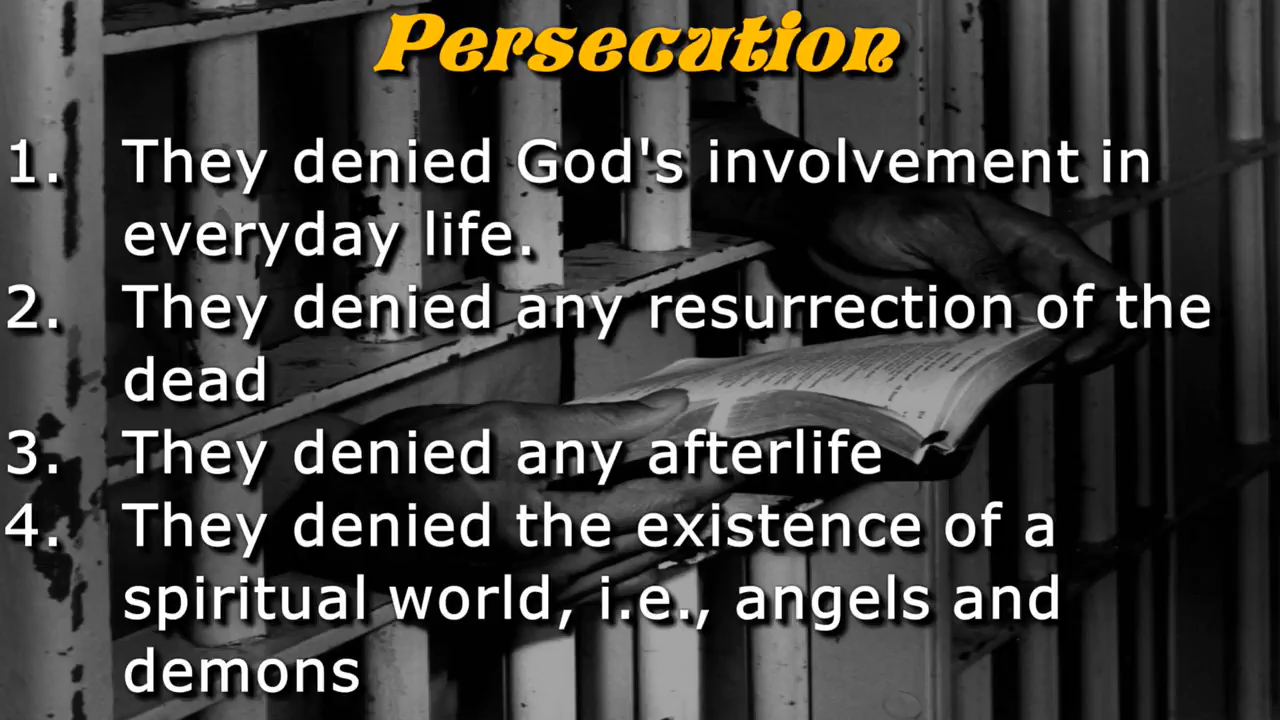 Persecution
1. They denied God's involvement in
everyday life.
2. They denied any resurrection of the
dead
3. They denied any afterlife
4. They denied the existence of a
spiritual world, i.e., angels and
demons